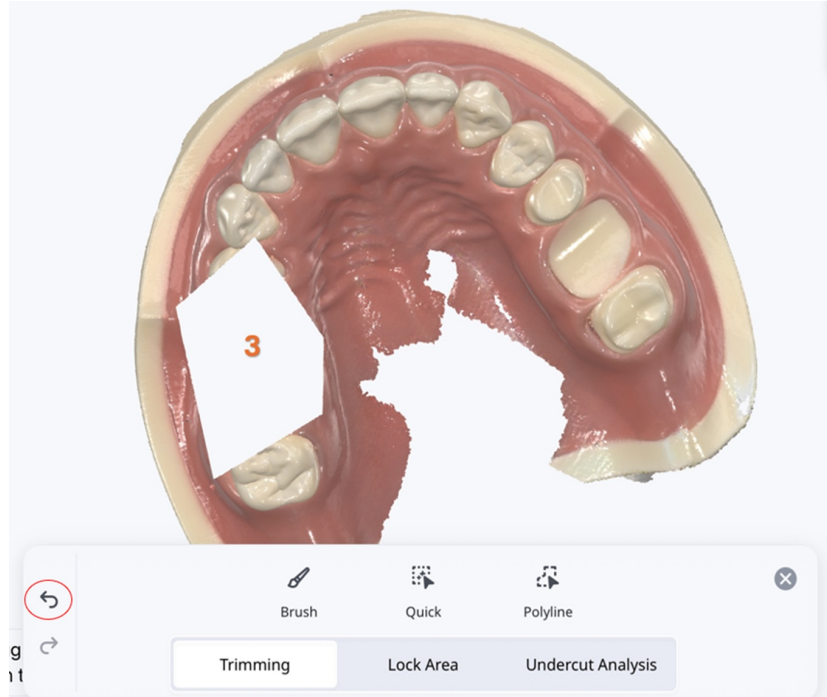 3
Brush
Quick
Polyline
g
Trimming
Lock Area
Undercut Analysis